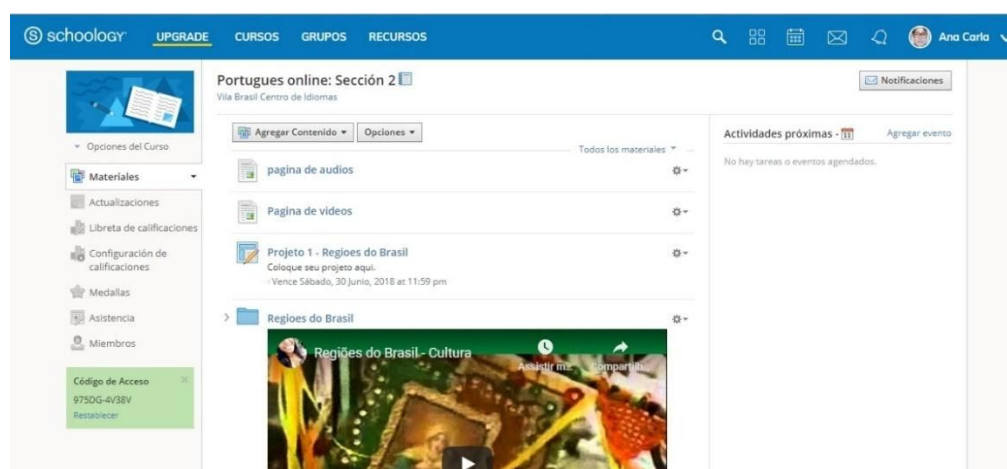 schoology UPGRADE CURSOS GRUPOS RECURSOS Ana Carla
Portugues online: Sección 2
Vila Brasil Centro de Idiomas
Notificaciones
Opciones del Curso
Materiales
Actualizaciones
Libreta de calificaciones
Configuración de
calificaciones
Medallas
Asistencia
Miembros
Código de Acceso
975DG-4V38V
Restablecer
Agregar Contenido Opciones
Todos los materiales
pagina de audios
Pagina de videos
Projeto 1 - Regioes do Brasil
Coloque seu projeto aqui.
Vence Sábado, 30 Junio, 2018 at 11:59 pm
Regioes do Brasil
Regiões do Brasil - Cultura
Assistir m...
Compartilh...
Actividades próximas - Agregar evento
No hay tareas o eventos agendados.